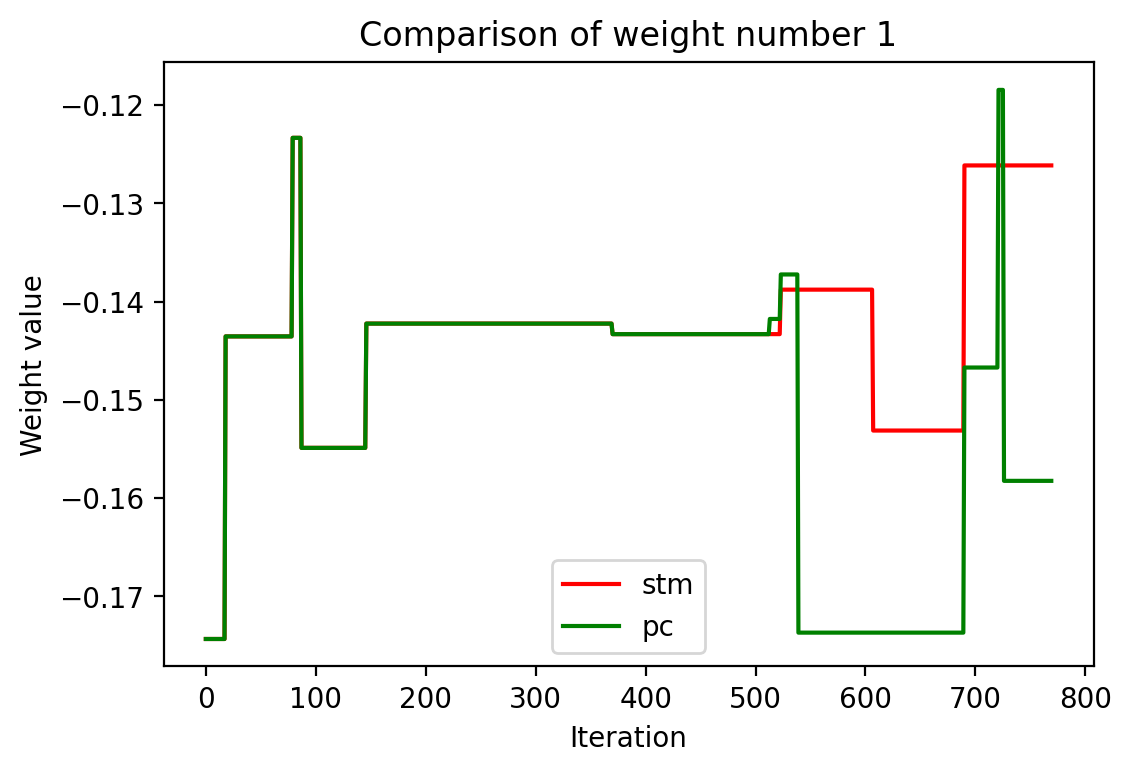 Comparison of weight number 1
Weight value
−0.12
−0.13
−0.14
−0.15
−0.16
−0.17
stm
pc
0 100 200 300 400 500 600 700 800
Iteration